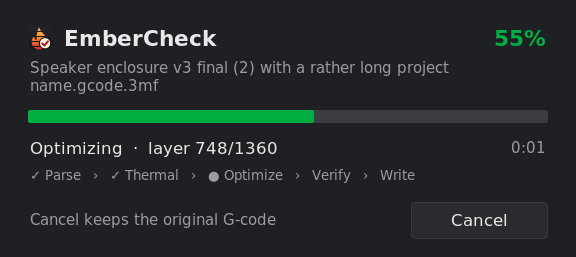 EmberCheck 55%
Speaker enclosure v3 final (2) with a rather long project
name.gcode.3mf
Optimizing · layer 748/1360 0:01
✓ Parse › ✓ Thermal › ● Optimize › Verify › Write
Cancel keeps the original G-code Cancel